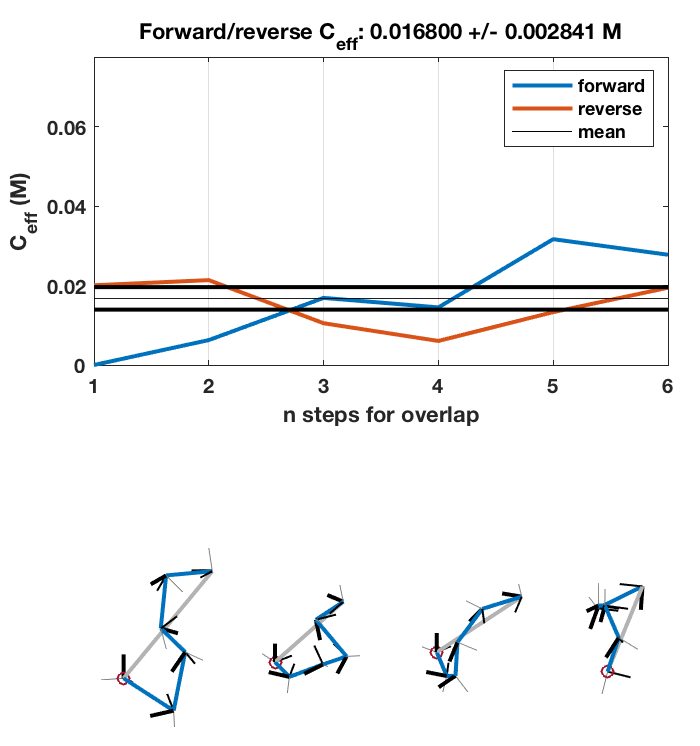 Forward/reverse C_eff: 0.016800 +/- 0.002841 M
forward
reverse
mean
C_eff (M)
0.06
0.04
0.02
0
1 2 3 4 5 6
n steps for overlap